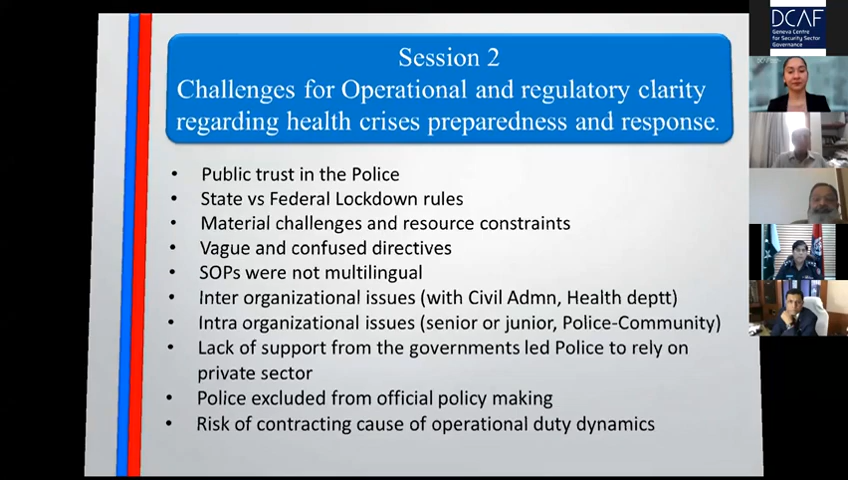 Session 2
Challenges for Operational and regulatory clarity
regarding health crises preparedness and response.
• Public trust in the Police
• State vs Federal Lockdown rules
• Material challenges and resource constraints
• Vague and confused directives
• SOPs were not multilingual
• Inter organizational issues (with Civil Admn, Health deptt)
• Intra organizational issues (senior or junior, Police-Community)
• Lack of support from the governments led Police to rely on
private sector
• Police excluded from official policy making
• Risk of contracting cause of operational duty dynamics
DCAF
Geneva Centre
for Security Sector
Governance